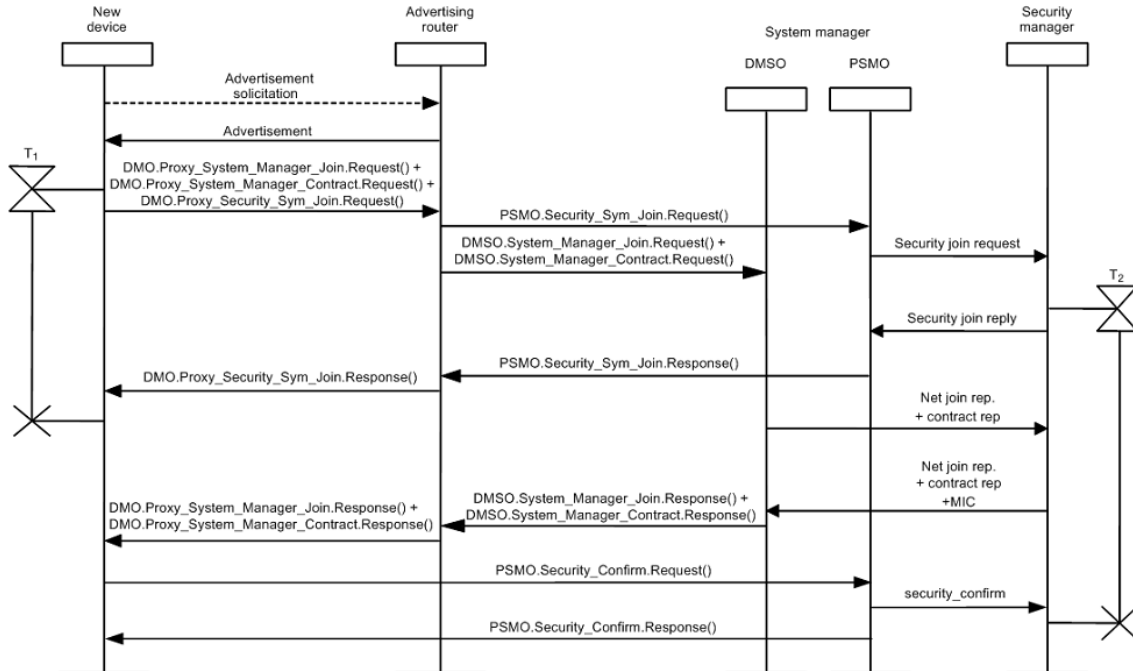 New
device
Advertising
router
System manager
Security
manager
DMSO
PSMO
Advertisement
solicitation
Advertisement
T1
DMO.Proxy_System_Manager_Join.Request() +
DMO.Proxy_System_Manager_Contract.Request() +
DMO.Proxy_Security_Sym_Join.Request()
PSMO.Security_Sym_Join.Request()
DMSO.System_Manager_Join.Request() +
DMSO.System_Manager_Contract.Request()
Security join request
T2
Security join reply
PSMO.Security_Sym_Join.Response()
DMO.Proxy_Security_Sym_Join.Response()
Net join rep.
+ contract rep
Net join rep.
+ contract rep
+MIC
DMSO.System_Manager_Join.Response() +
DMSO.System_Manager_Contract.Response()
DMO.Proxy_System_Manager_Join.Response() +
DMO.Proxy_System_Manager_Contract.Response()
PSMO.Security_Confirm.Request()
security_confirm
PSMO.Security_Confirm.Response()